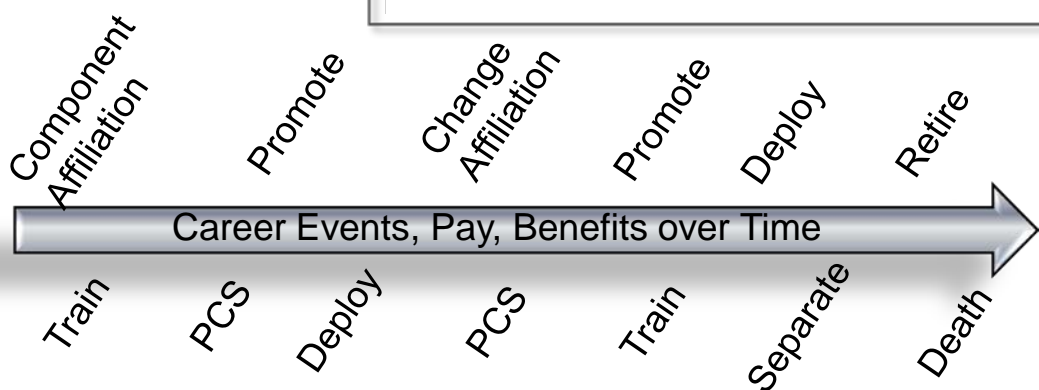 Component
Affiliation
Promote
Change
Affiliation
Promote
Deploy
Retire
Career Events, Pay, Benefits over Time
Train
PCS
Deploy
PCS
Train
Separate
Death